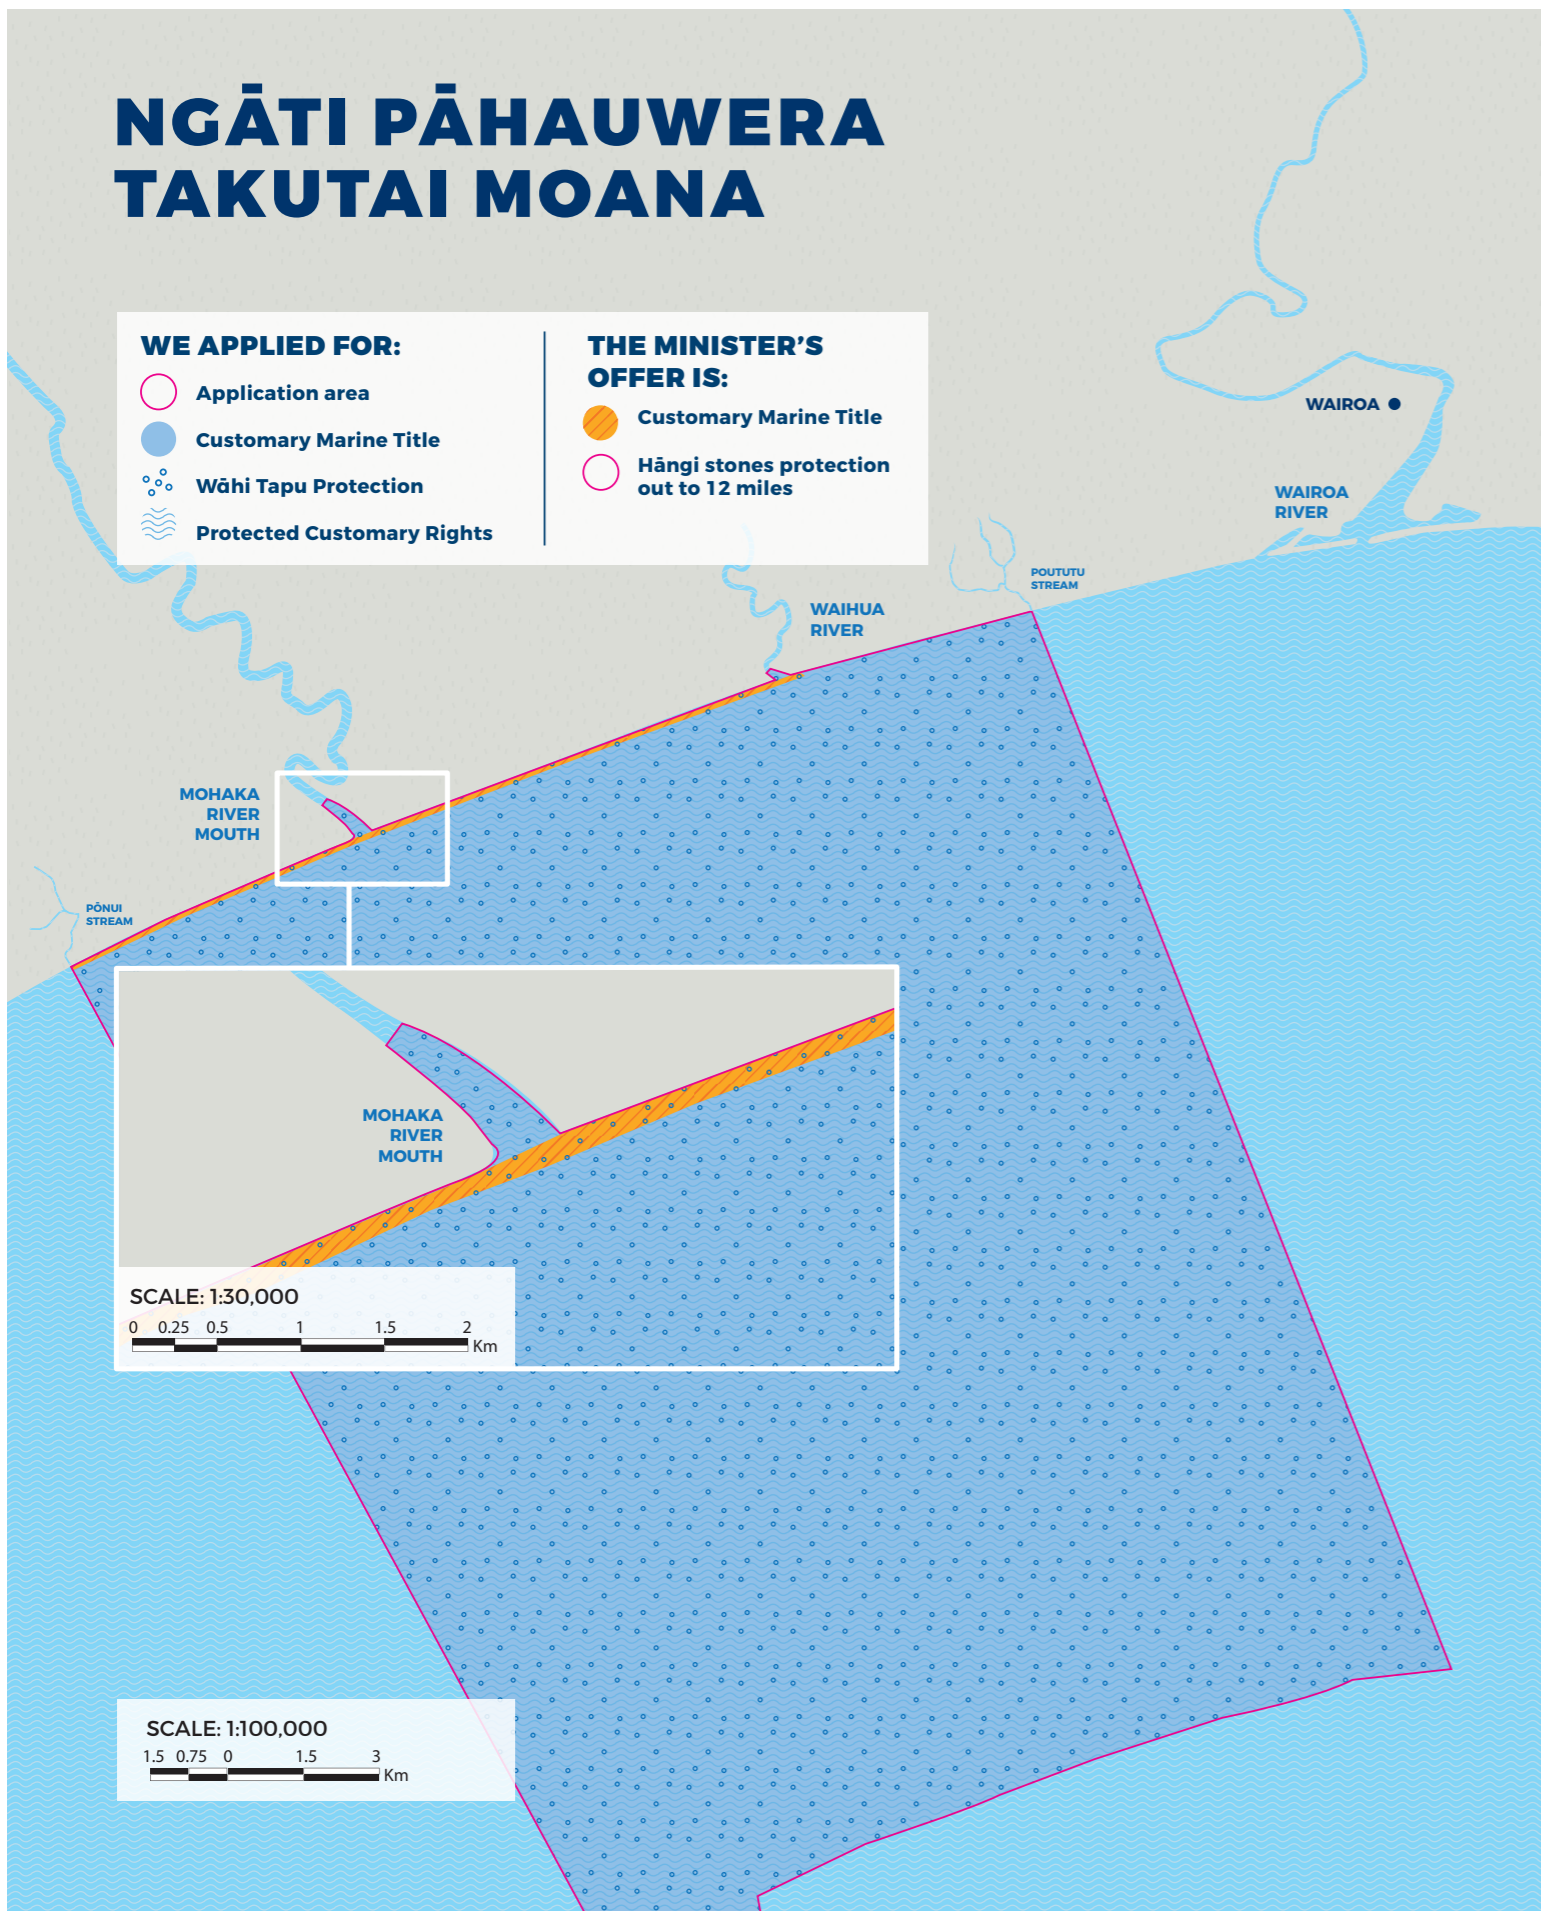 NGĀTI PĀHAUWERA
TAKUTAI MOANA
WE APPLIED FOR:
Application area
Customary Marine Title
Wāhi Tapu Protection
Protected Customary Rights
THE MINISTER’S
OFFER IS:
Customary Marine Title
Hāngi stones protection
out to 12 miles
WAIROA
WAIROA
RIVER
POUTUTU
STREAM
WAIHUA
RIVER
MOHAKA
RIVER
MOUTH
PŌNUI
STREAM
MOHAKA
RIVER
MOUTH
SCALE: 1:30,000
0 0.25 0.5 1 1.5 2
Km
SCALE: 1:100,000
1.5 0.75 0 1.5 3
Km